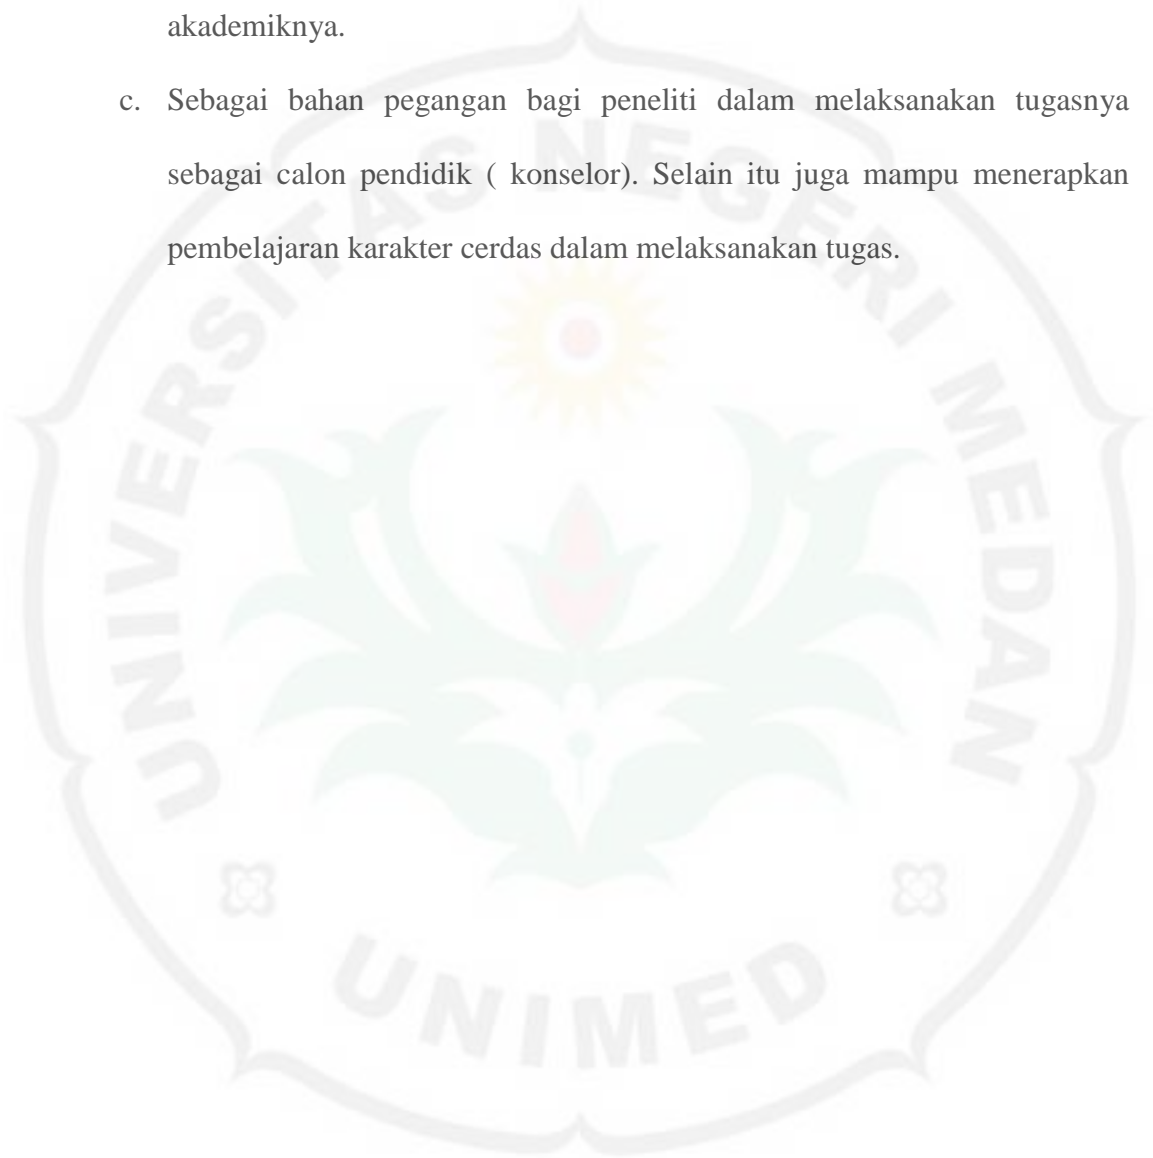 akademiknya.
c. Sebagai bahan pegangan bagi peneliti dalam melaksanakan tugasnya
sebagai calon pendidik ( konselor). Selain itu juga mampu menerapkan
pembelajaran karakter cerdas dalam melaksanakan tugas.
UNIVERSITAS NEGERI MEDAN
UNIMED